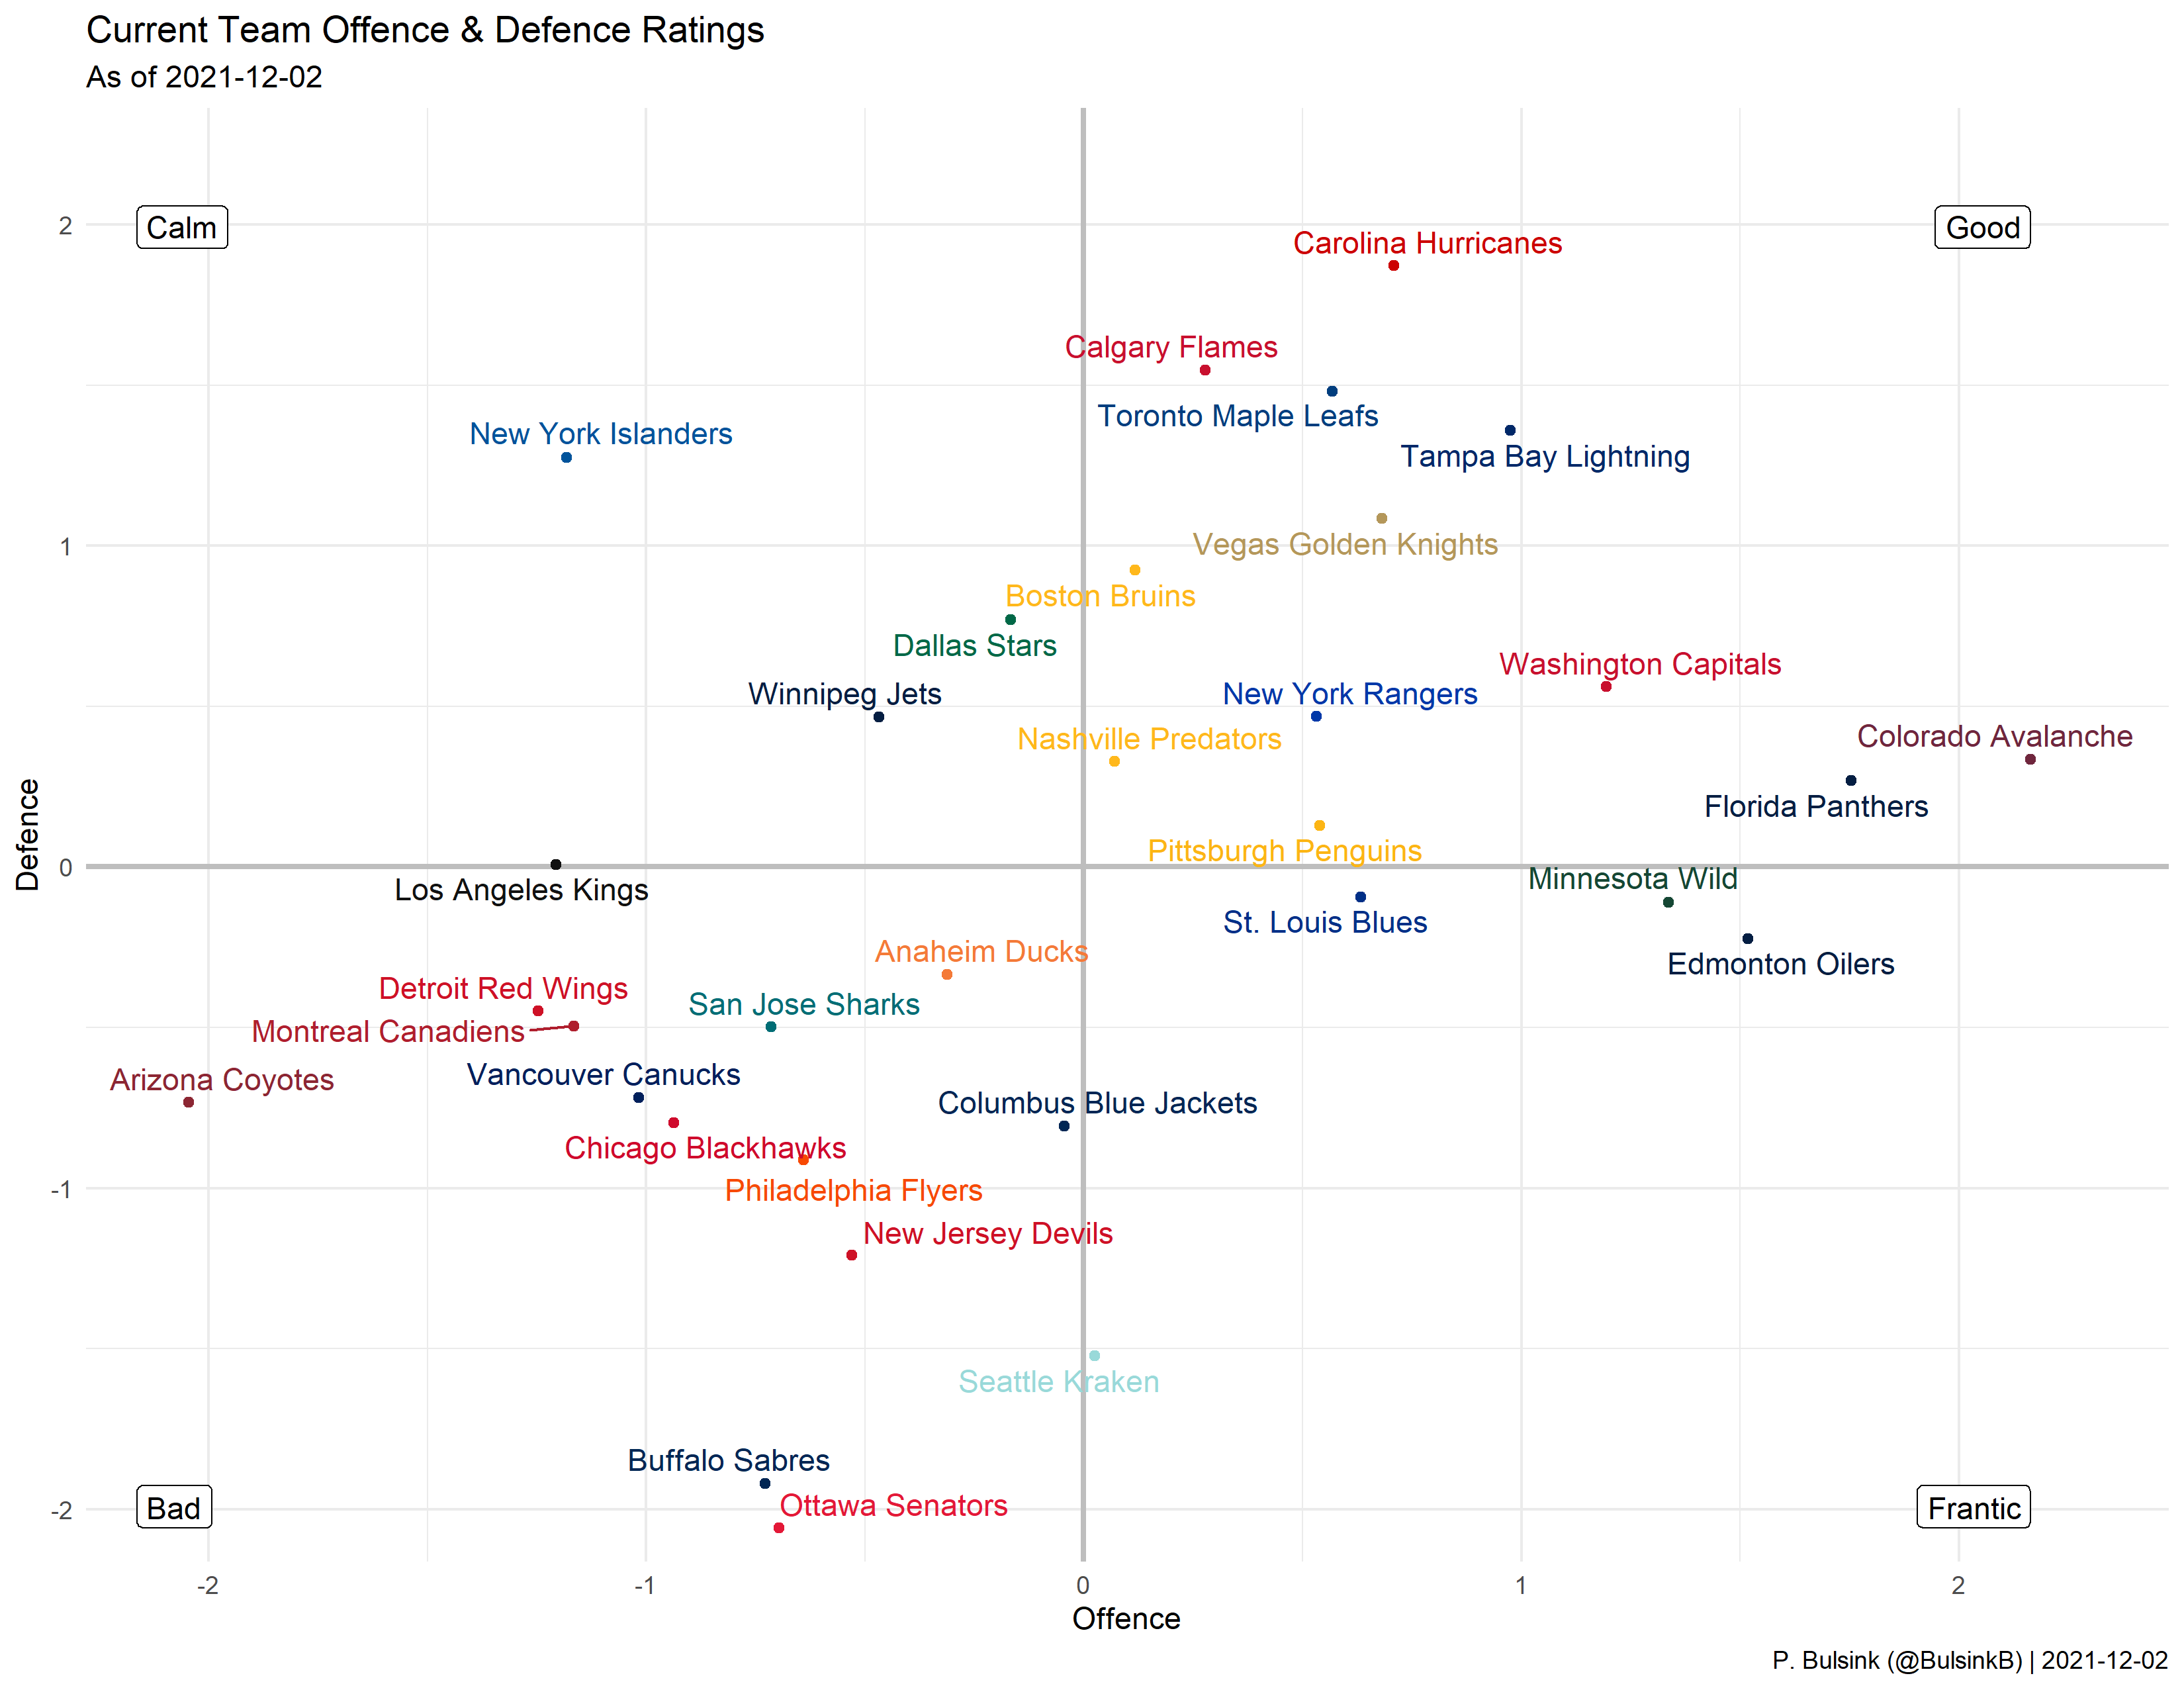 Current Team Offence & Defence Ratings
As of 2021-12-02
Calm
Good
2
Carolina Hurricanes
Calgary Flames
Toronto Maple Leafs
New York Islanders
Tampa Bay Lightning
Vegas Golden Knights
1
Boston Bruins
Dallas Stars
Washington Capitals
Winnipeg Jets
New York Rangers
Nashville Predators
Colorado Avalanche
Florida Panthers
Pittsburgh Penguins
Defence
0
Minnesota Wild
Los Angeles Kings
St. Louis Blues
Anaheim Ducks
Edmonton Oilers
Detroit Red Wings
San Jose Sharks
Montreal Canadiens
Vancouver Canucks
Arizona Coyotes
Columbus Blue Jackets
Chicago Blackhawks
-1
Philadelphia Flyers
New Jersey Devils
Seattle Kraken
Buffalo Sabres
Ottawa Senators
-2
Bad
Frantic
-2
-1
0
1
2
Offence
P. Bulsink (@BulsinkB) | 2021-12-02